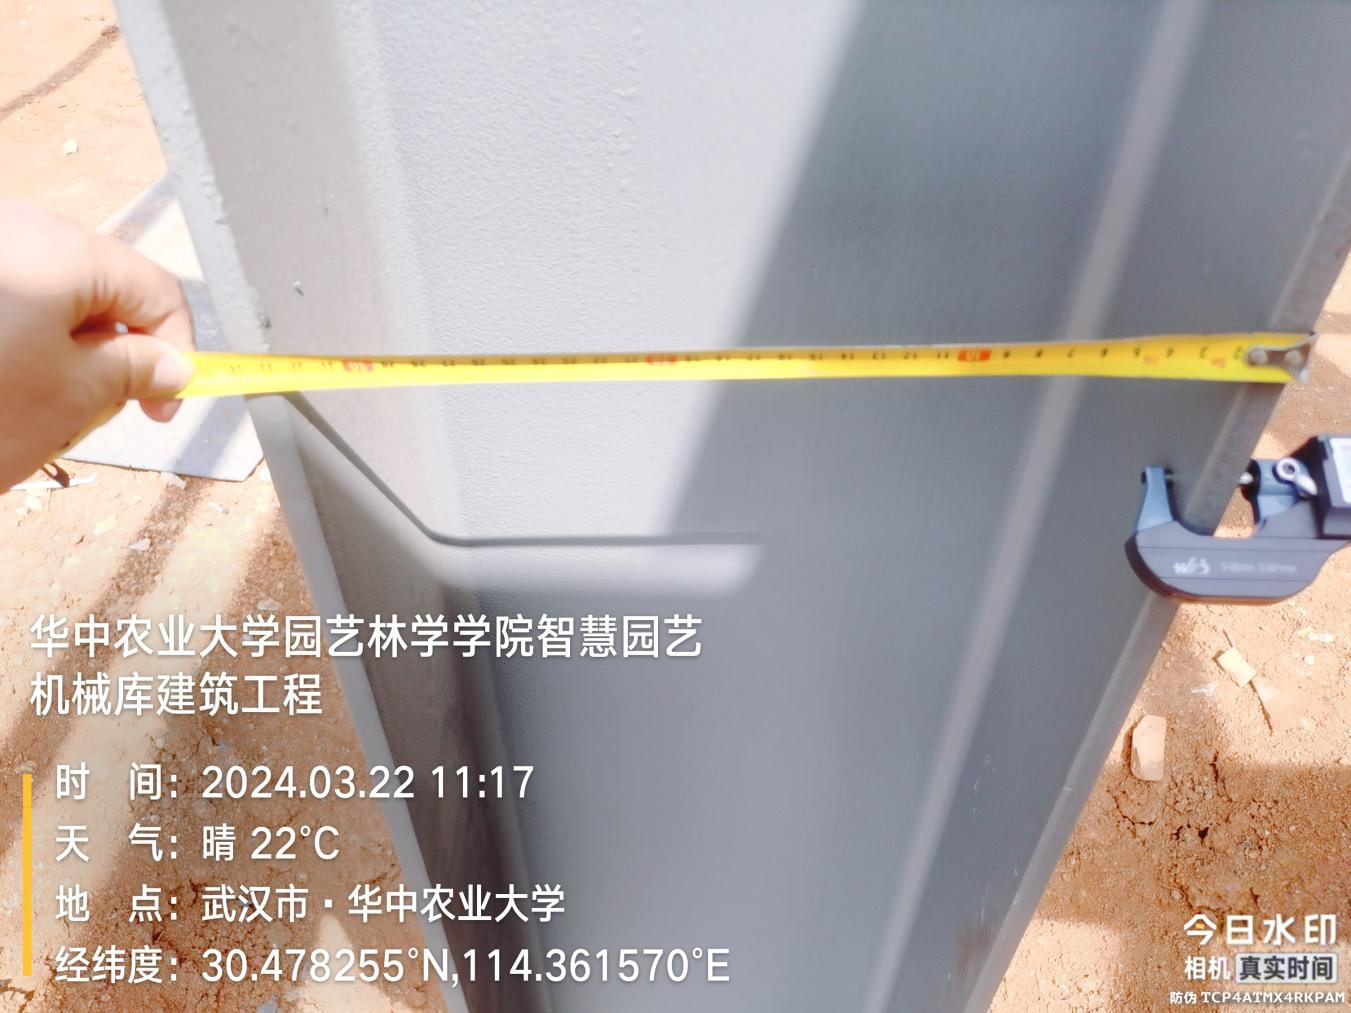 华中农业大学园艺林学学院智慧园艺
机械库建筑工程
时 间：2024.03.22 11:17
天 气：晴 22°C
地 点：武汉市·华中农业大学
经纬度：30.478255°N,114.361570°E
今日水印
相机 真实时间
防伪 TCP4ATMX4RKPAM